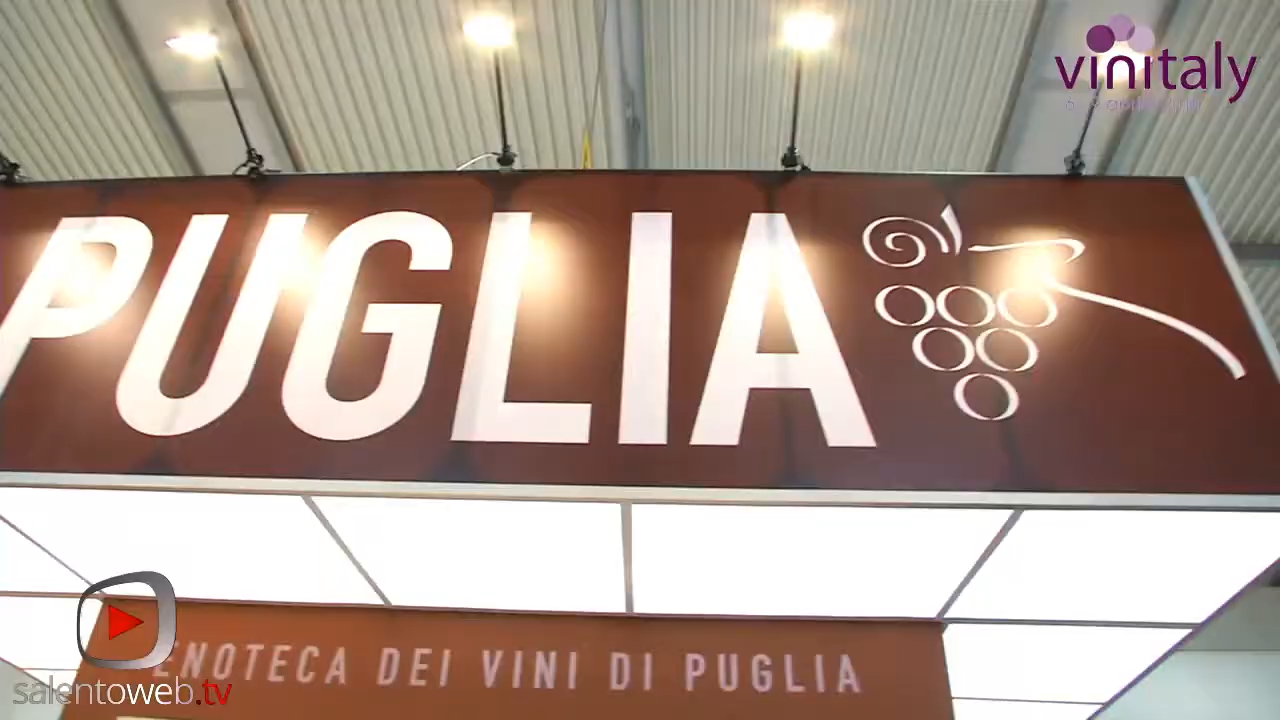 vinitaly
PUGLIA
ENOTECA DEI VINI DI PUGLIA
salentoweb.tv